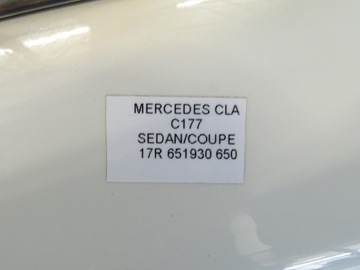 MERCEDES CLA
C177
SEDAN/COUPE
17R 651930 650